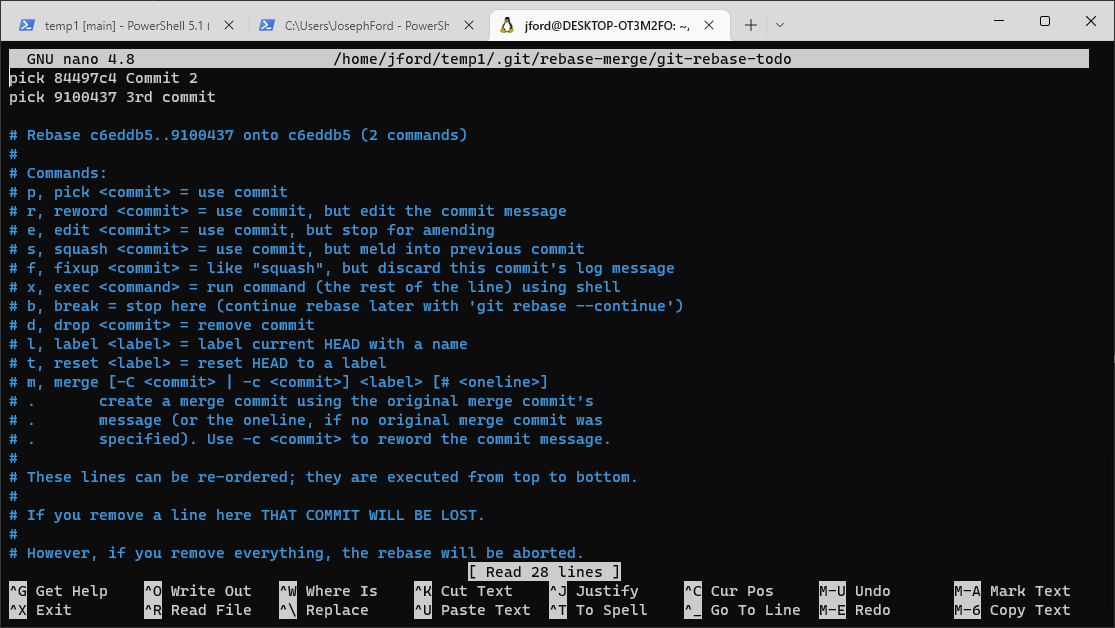 temp1 [main] - PowerShell 5.1 (
C:\Users\JosephFord - PowerSh
jford@DESKTOP-OT3M2FO: ~,
GNU nano 4.8 /home/jford/temp1/.git/rebase-merge/git-rebase-todo
pick 84497c4 Commit 2
pick 9100437 3rd commit
# Rebase c6eddb5..9100437 onto c6eddb5 (2 commands)
#
# Commands:
# p, pick <commit> = use commit
# r, reword <commit> = use commit, but edit the commit message
# e, edit <commit> = use commit, but stop for amending
# s, squash <commit> = use commit, but meld into previous commit
# f, fixup <commit> = like "squash", but discard this commit's log message
# x, exec <command> = run command (the rest of the line) using shell
# b, break = stop here (continue rebase later with 'git rebase --continue')
# d, drop <commit> = remove commit
# l, label <label> = label current HEAD with a name
# t, reset <label> = reset HEAD to a label
# m, merge [-C <commit> | -c <commit>] <label> [# <oneline>]
# .       create a merge commit using the original merge commit's
# .       message (or the oneline, if no original merge commit was
# .       specified). Use -c <commit> to reword the commit message.
#
# These lines can be re-ordered; they are executed from top to bottom.
#
# If you remove a line here THAT COMMIT WILL BE LOST.
#
# However, if you remove everything, the rebase will be aborted.
[ Read 28 lines ]
^G Get Help ^O Write Out ^W Where Is ^K Cut Text ^J Justify ^C Cur Pos M-U Undo M-A Mark Text
^X Exit ^R Read File ^\ Replace ^U Paste Text ^T To Spell ^_ Go To Line M-E Redo M-6 Copy Text